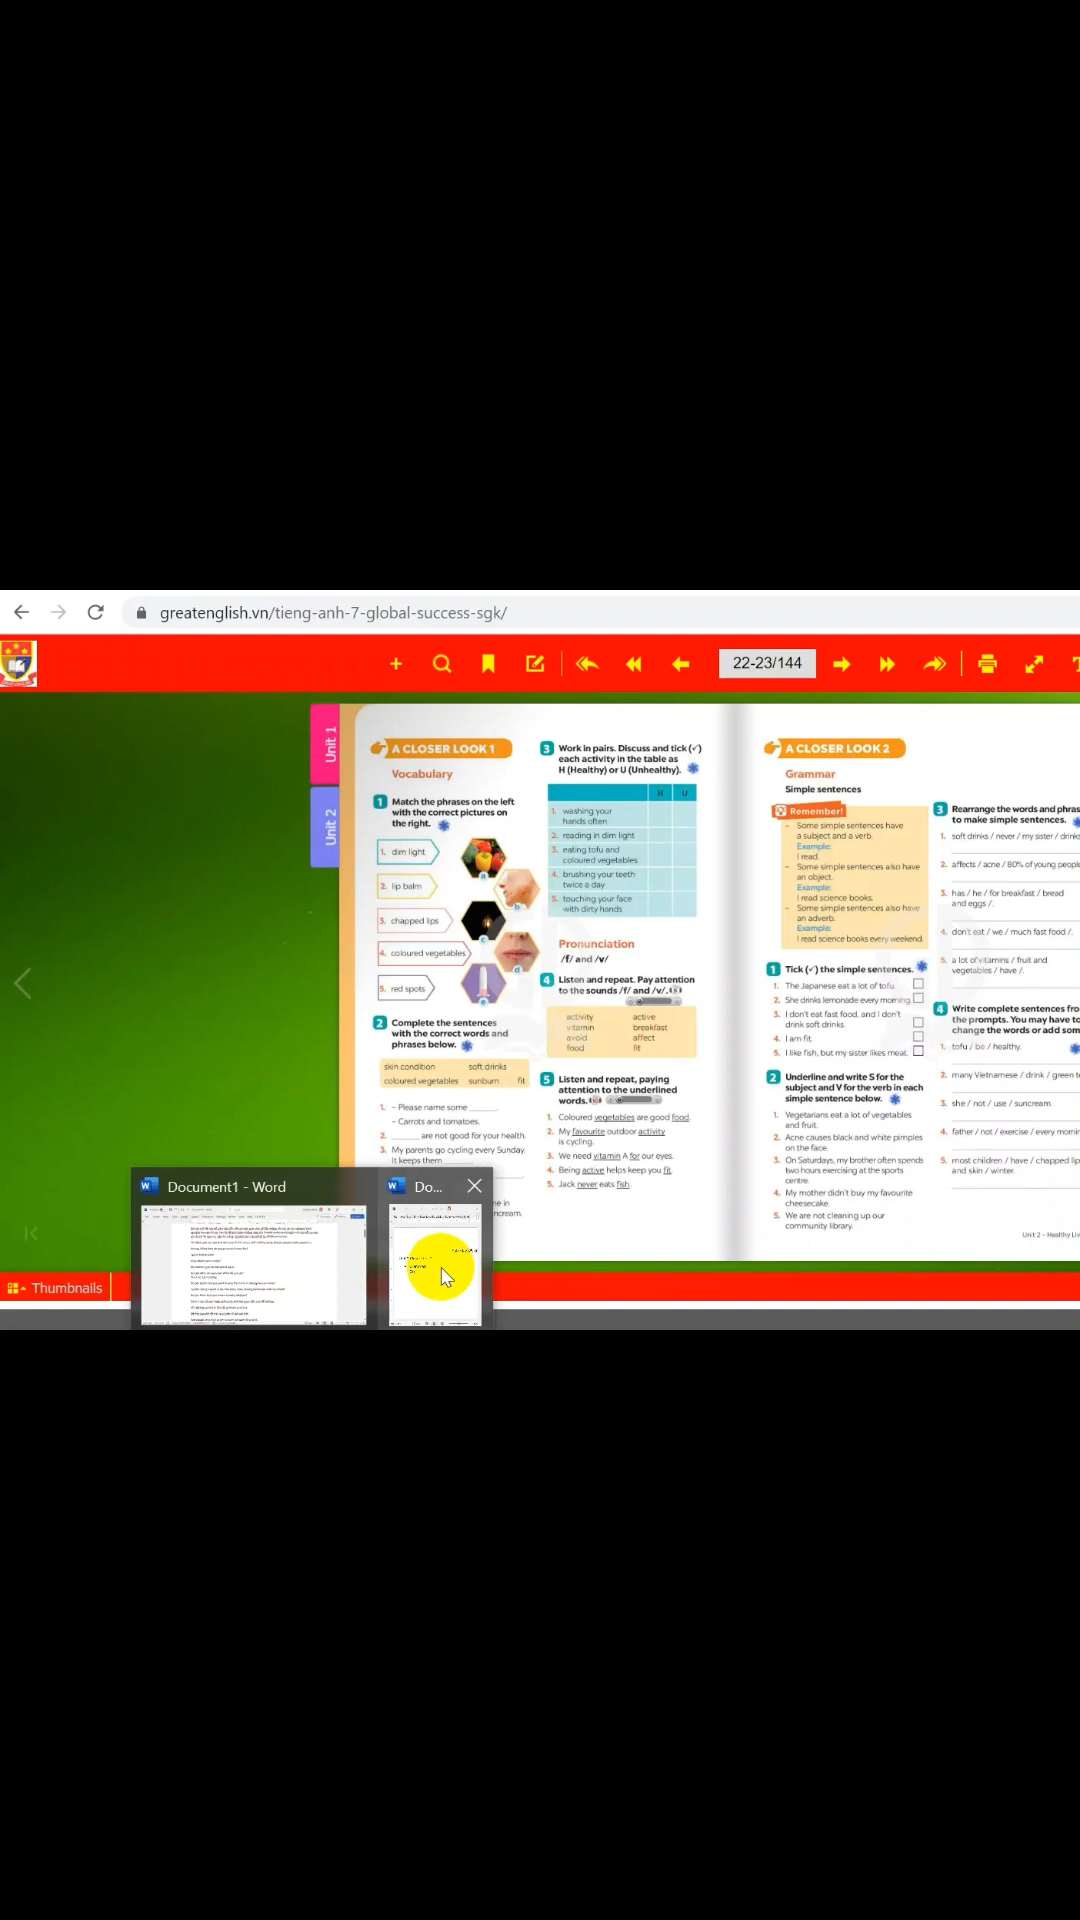 greatenglish.vn/tieng-anh-7-global-success-sgk/
22-23/144
Unit 1
Unit 2
A CLOSER LOOK 1
Vocabulary
1 Match the phrases on the left
with the correct pictures on
the right.
1. dim light
2. lip balm
3. chapped lips
4. coloured vegetables
5. red spots
a
b
c
d
e
2 Complete the sentences
with the correct words and
phrases below.
skin condition soft drinks
coloured vegetables sunburn fit
1. – Please name some ______.
– Carrots and tomatoes.
2. ______ are not good for your health.
3. My parents go cycling every Sunday.
It keeps them ______.
3 Work in pairs. Discuss and tick (✓)
each activity in the table as
H (Healthy) or U (Unhealthy).
H U
1. washing your
hands often
2. reading in dim light
3. eating tofu and
coloured vegetables
4. brushing your teeth
twice a day
5. touching your face
with dirty hands
Pronunciation
/f/ and /v/
4 Listen and repeat. Pay attention
to the sounds /f/ and /v/.
activity active
vitamin breakfast
avoid affect
food fit
5 Listen and repeat, paying
attention to the underlined
words.
1. Coloured vegetables are good food.
2. My favourite outdoor activity
is cycling.
3. We need vitamin A for our eyes.
4. Being active helps keep you fit.
5. Jack never eats fish.
A CLOSER LOOK 2
Grammar
Simple sentences
Remember!
– Some simple sentences have
a subject and a verb.
Example:
I read.
– Some simple sentences also have
an object.
Example:
I read science books.
– Some simple sentences also have
an adverb.
Example:
I read science books every weekend.
1 Tick (✓) the simple sentences.
1. The Japanese eat a lot of tofu.
2. She drinks lemonade every morning.
3. I don't eat fast food, and I don't
drink soft drinks.
4. I am fit.
5. I like fish, but my sister likes meat.
2 Underline and write S for the
subject and V for the verb in each
simple sentence below.
1. Vegetarians eat a lot of vegetables
and fruit.
2. Acne causes black and white pimples
on the face.
3. On Saturdays, my brother often spends
two hours exercising at the sports
centre.
4. My mother didn't buy my favourite
cheesecake.
5. We are not cleaning up our
community library.
3 Rearrange the words and phras
to make simple sentences.
1. soft drinks / never / my sister / drinks
2. affects / acne / 80% of young people
3. has / he / for breakfast / bread
and eggs /.
4. don't eat / we / much fast food /.
5. a lot of vitamins / fruit and
vegetables / have /.
4 Write complete sentences fro
the prompts. You may have to
change the words or add som
1. tofu / be / healthy.
2. many Vietnamese / drink / green t
3. she / not / use / suncream.
4. father / not / exercise / every mornin
5. most children / have / chapped lip
and skin / winter.
Unit 2 - Healthy Liv
Thumbnails
Document1 - Word
Do...